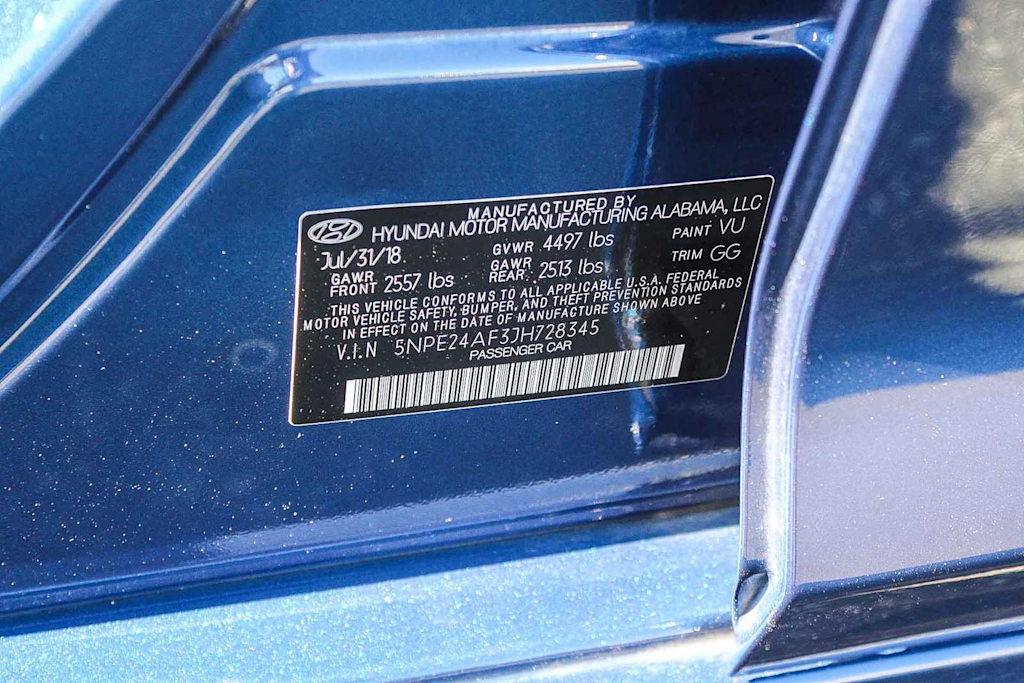 MANUFACTURED BY
HYUNDAI MOTOR MANUFACTURING ALABAMA, LLC
Jul/31/18 GVWR 4497 lbs PAINT VU
GAWR FRONT 2557 lbs GAWR REAR 2513 lbs TRIM GG
THIS VEHICLE CONFORMS TO ALL APPLICABLE U.S.A. FEDERAL
MOTOR VEHICLE SAFETY, BUMPER, AND THEFT PREVENTION STANDARDS
IN EFFECT ON THE DATE OF MANUFACTURE SHOWN ABOVE
V.I.N 5NPE24AF3JH728345
PASSENGER CAR